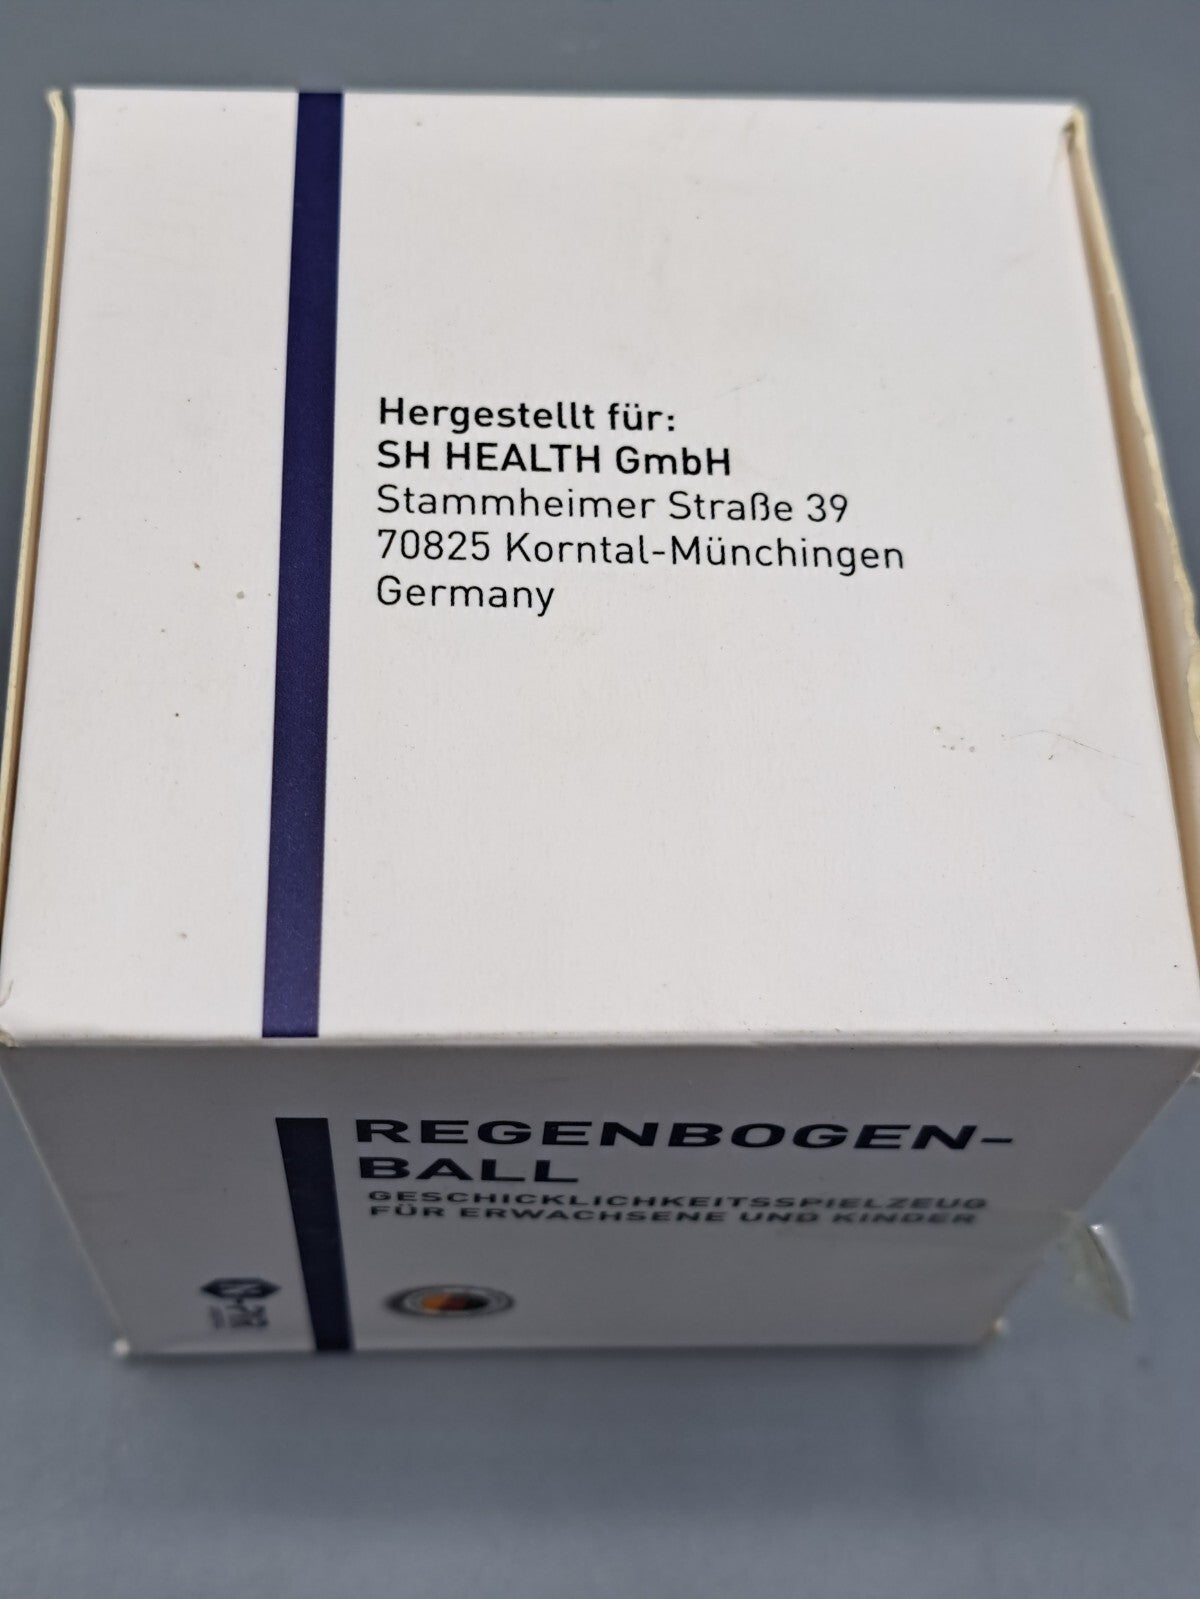 Hergestellt für:
SH HEALTH GmbH
Stammheimer Straße 39
70825 Korntal-Münchingen
Germany
REGENBOGEN-
BALL
GESCHICKLICHKEITSSPIELZEUG
FÜR ERWACHSENE UND KINDER